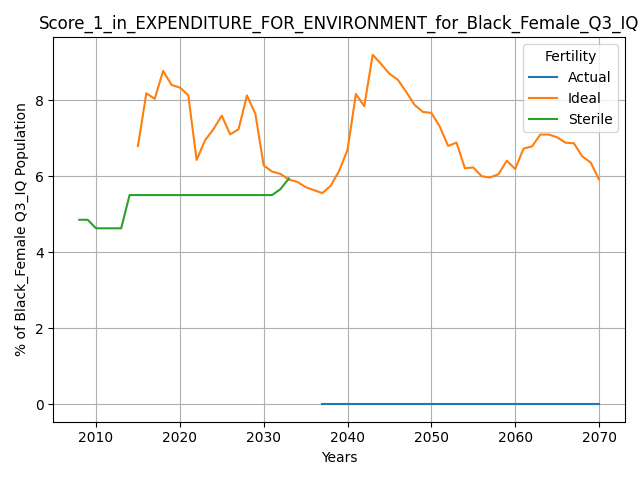 Score_1_in_EXPENDITURE_FOR_ENVIRONMENT_for_Black_Female_Q3_IQ
Fertility
Actual
Ideal
Sterile
% of Black_Female Q3_IQ Population
8
6
4
2
0
2010 2020 2030 2040 2050 2060 2070
Years